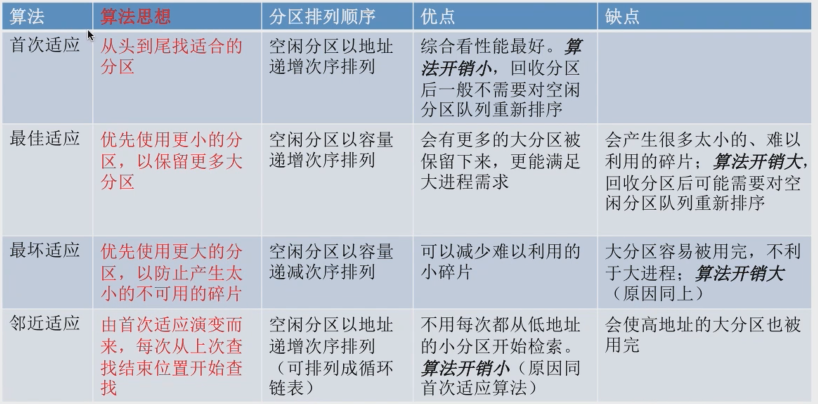 算法
算法思想
分区排列顺序
优点
缺点
首次适应
从头到尾找适合的
分区
空闲分区以地址
递增次序排列
综合看性能最好。算
法开销小，回收分区
后一般不需要对空闲
分区队列重新排序
最佳适应
优先使用更小的分
区，以保留更多大
分区
空闲分区以容量
递增次序排列
会有更多的大分区被
保留下来，更能满足
大进程需求
会产生很多太小的、难以
利用的碎片；算法开销大，
回收分区后可能需要对空
闲分区队列重新排序
最坏适应
优先使用更大的分
区，以防止产生太
小的不可用的碎片
空闲分区以容量
递减次序排列
可以减少难以利用的
小碎片
大分区容易被用完，不利
于大进程；算法开销大
（原因同上）
邻近适应
由首次适应演变而
来，每次从上次查
找结束位置开始查
找
空闲分区以地址
递增次序排列
（可排列成循环
链表）
不用每次都从低地址
的小分区开始检索。
算法开销小（原因同
首次适应算法）
会使高地址的大分区也被
用完